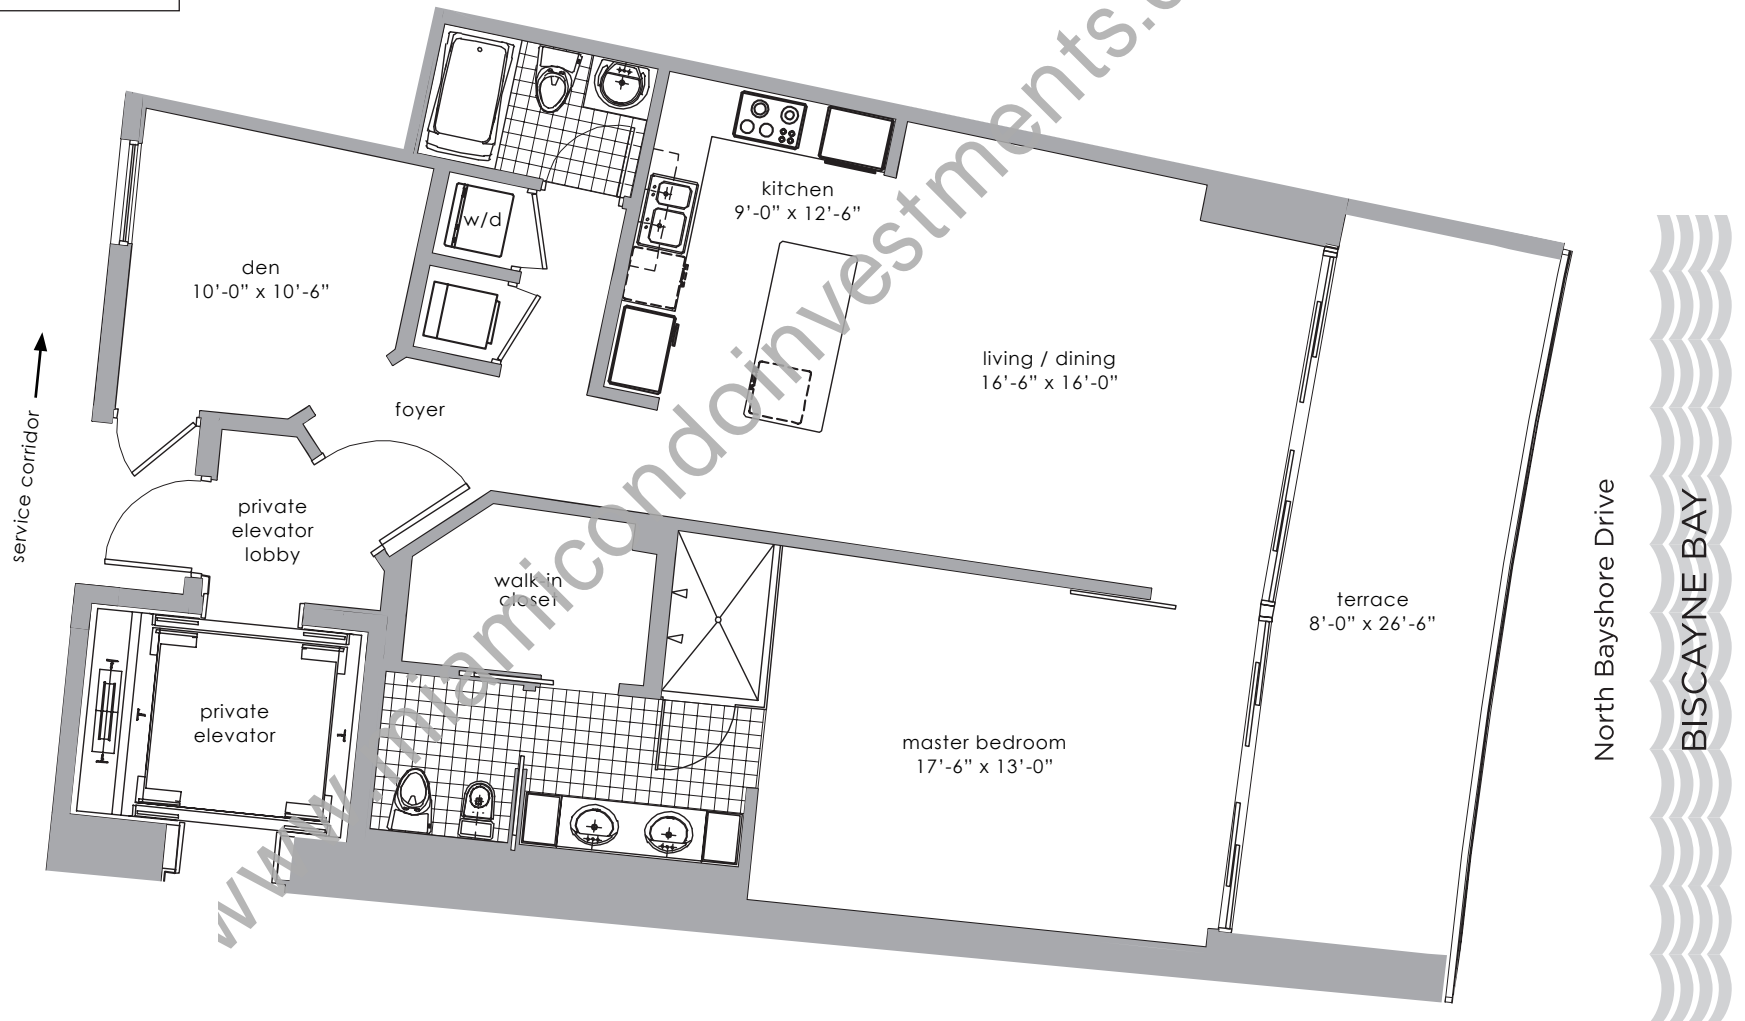 kitchen
9'-0" x 12'-6"
w/d
den
10'-0" x 10'-6"
living / dining
16'-6" x 16'-0"
foyer
service corridor
private
elevator
lobby
walk in
closet
terrace
8'-0" x 26'-6"
private
elevator
master bedroom
17'-6" x 13'-0"
North Bayshore Drive
BISCAYNE BAY
www.miamicondoinvestments.c